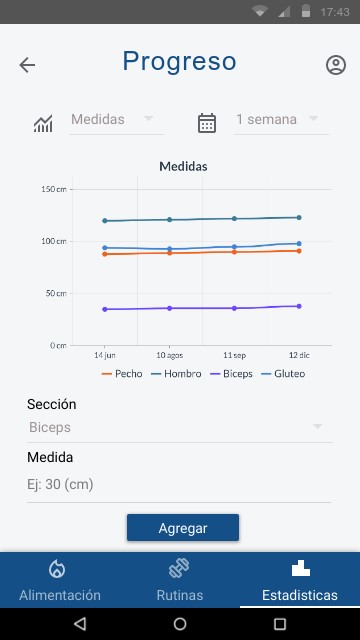 17:43
Progreso
Medidas
1 semana
Medidas
150 cm
100 cm
50 cm
0 cm
14 jun 10 agos 11 sep 12 dic
Pecho Hombro Biceps Gluteo
Sección
Biceps
Medida
Ej: 30 (cm)
Agregar
Alimentación Rutinas Estadisticas